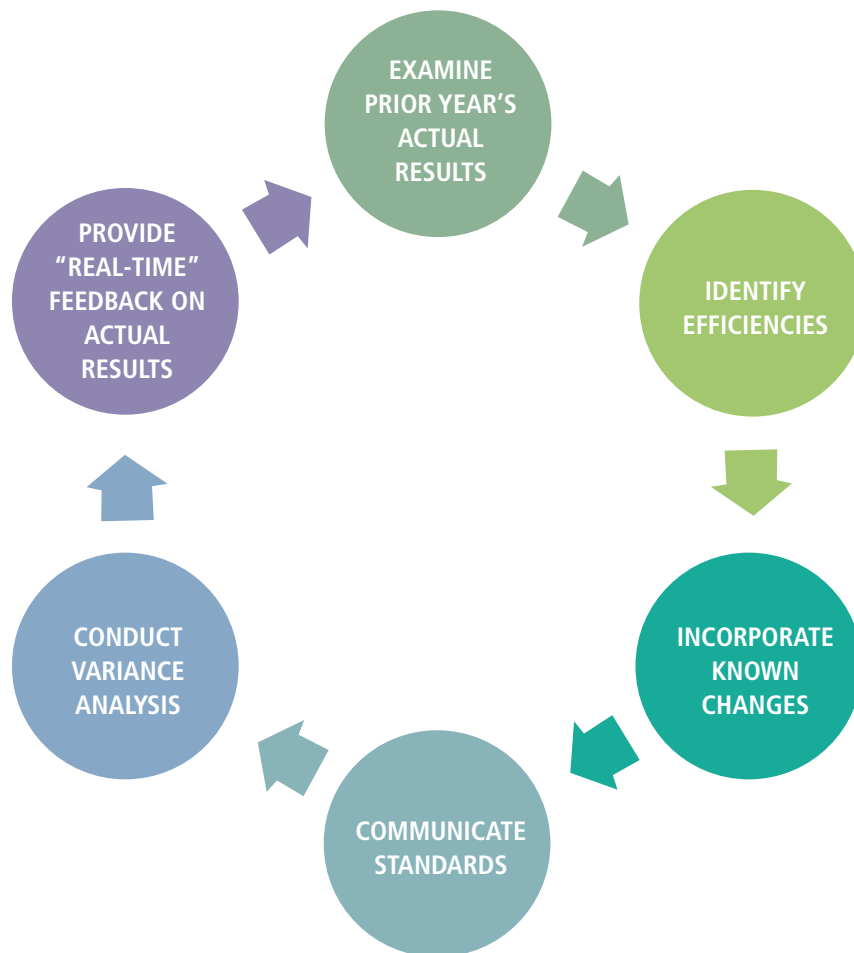 EXAMINE
PRIOR YEAR’S
ACTUAL
RESULTS
IDENTIFY
EFFICIENCIES
INCORPORATE
KNOWN
CHANGES
COMMUNICATE
STANDARDS
CONDUCT
VARIANCE
ANALYSIS
PROVIDE
“REAL-TIME”
FEEDBACK ON
ACTUAL
RESULTS